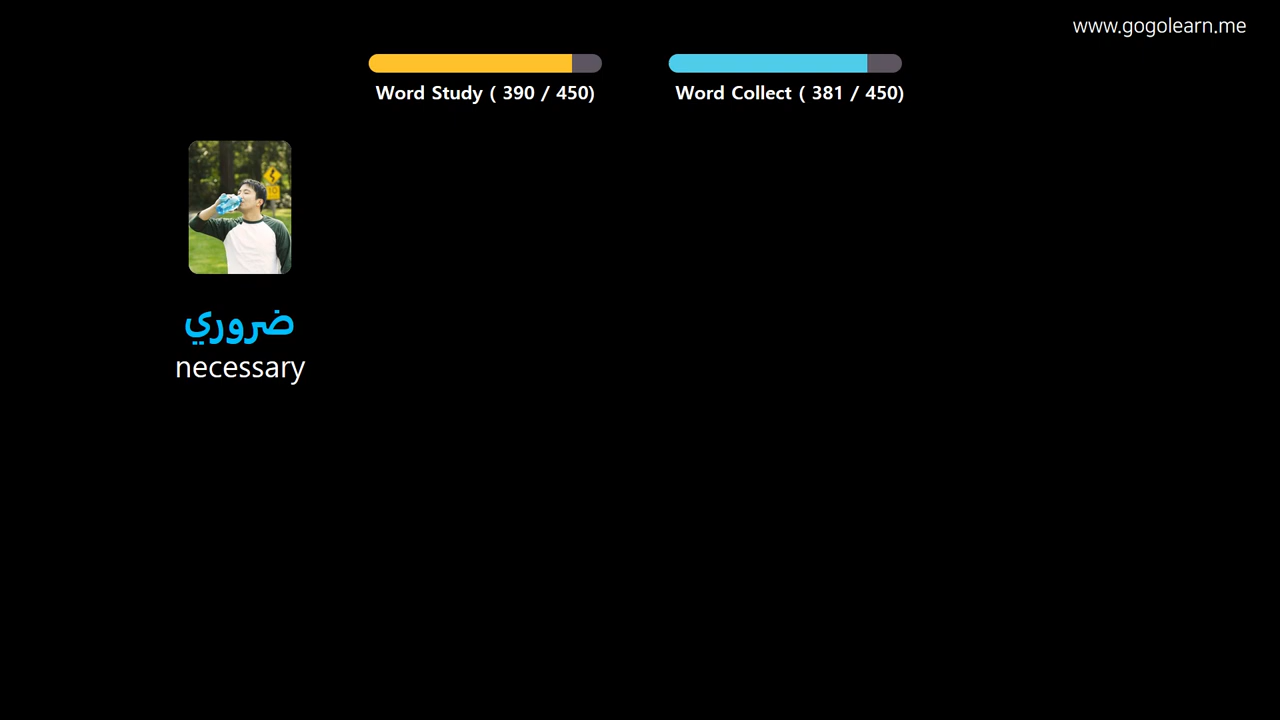 www.gogolearn.me
Word Study ( 390 / 450)
Word Collect ( 381 / 450)
ضروري
necessary